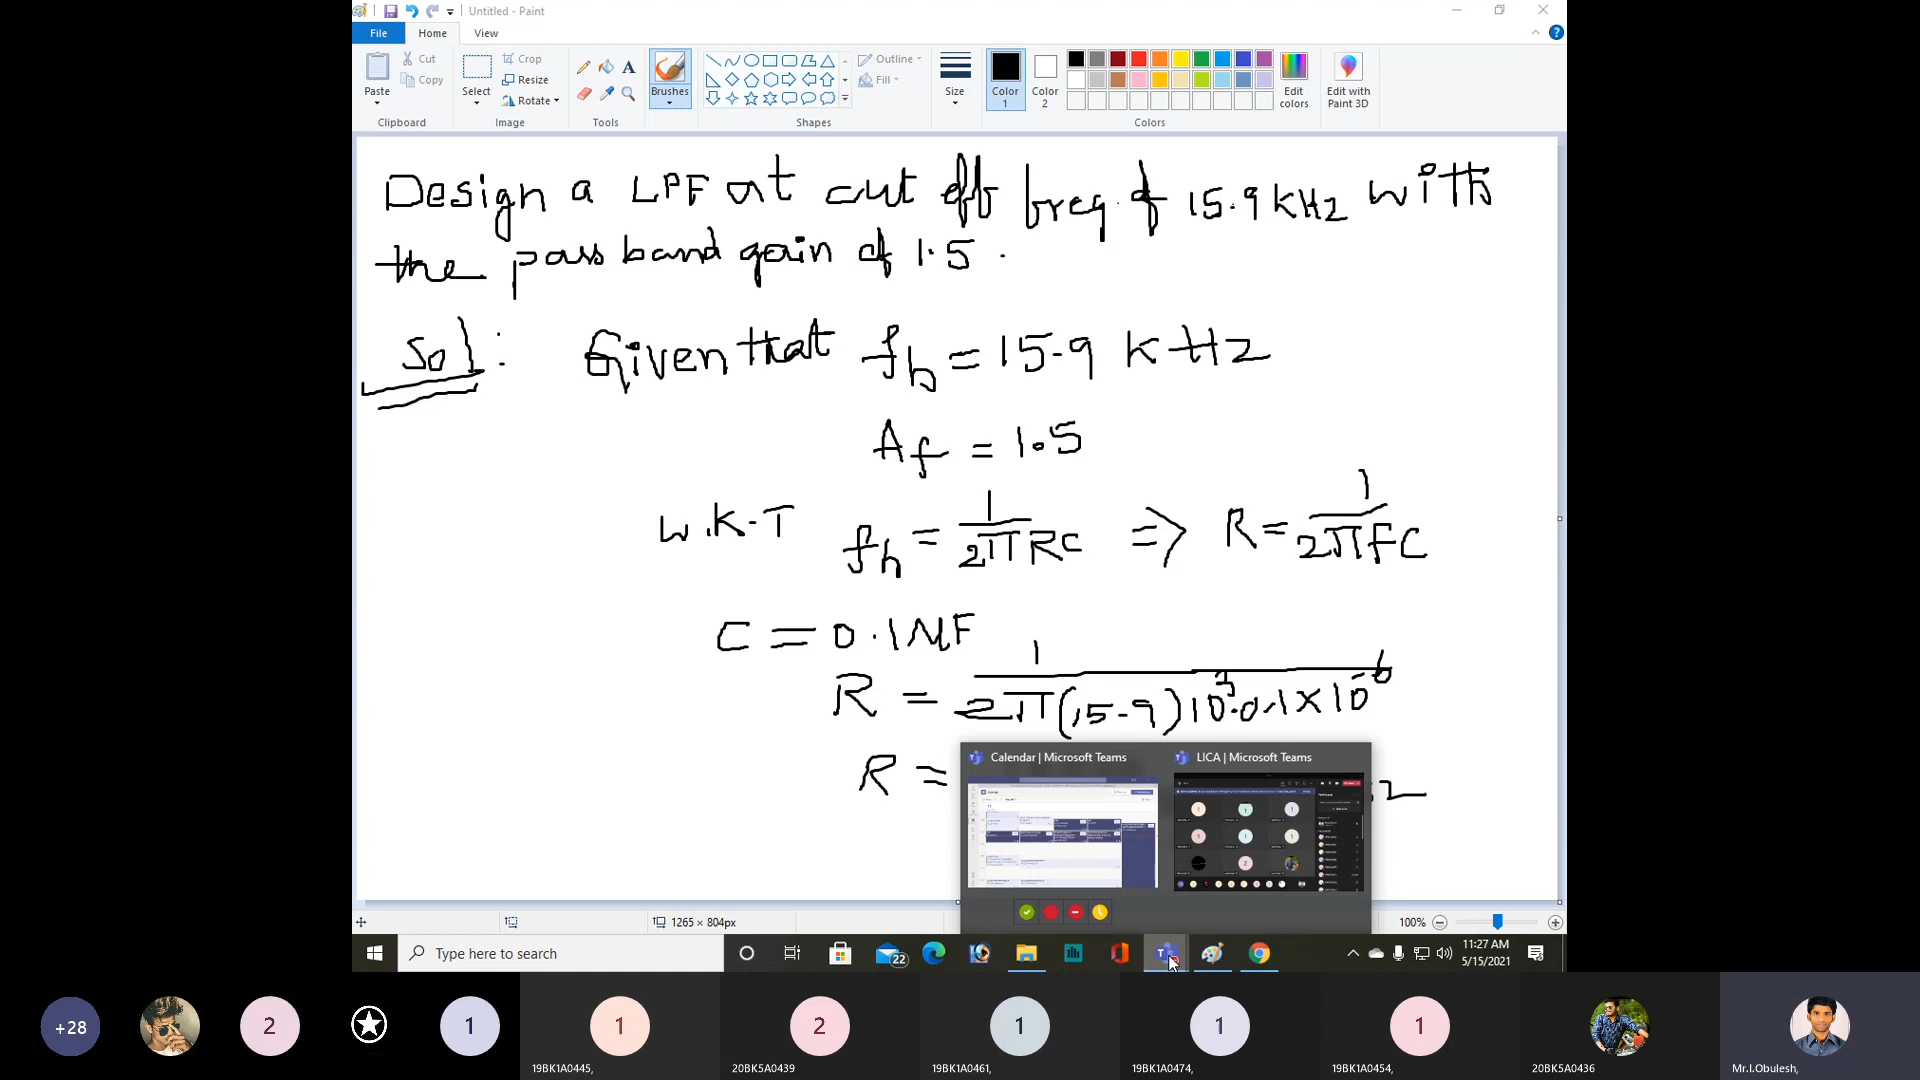 Untitled - Paint
File Home View
Paste Cut Copy Clipboard
Select Crop Resize Rotate Image
Tools
Brushes
Shapes Outline Fill
Size
Color 1 Color 2 Colors
Edit colors
Edit with Paint 3D
Design a LPF at cut off freq. of 15.9 KHz with
the pass band gain of 1.5.
Sol: Given that fh = 15.9 KHz
Af = 1.5
W.K.T fh = 1/2πRC => R = 1/2πFC
C = 0.1MF
R = 1/2π(15.9)10^3.0.1x10^-6
R =
Calendar | Microsoft Teams LICA | Microsoft Teams
1265 × 804px 100%
Type here to search 22 11:27 AM
5/15/2021
+28 2 1 1 2 1 1 1
19BK1A0445, 20BK5A0439 19BK1A0461, 19BK1A0474, 19BK1A0454, 20BK5A0436 Mr.I.Obulesh,